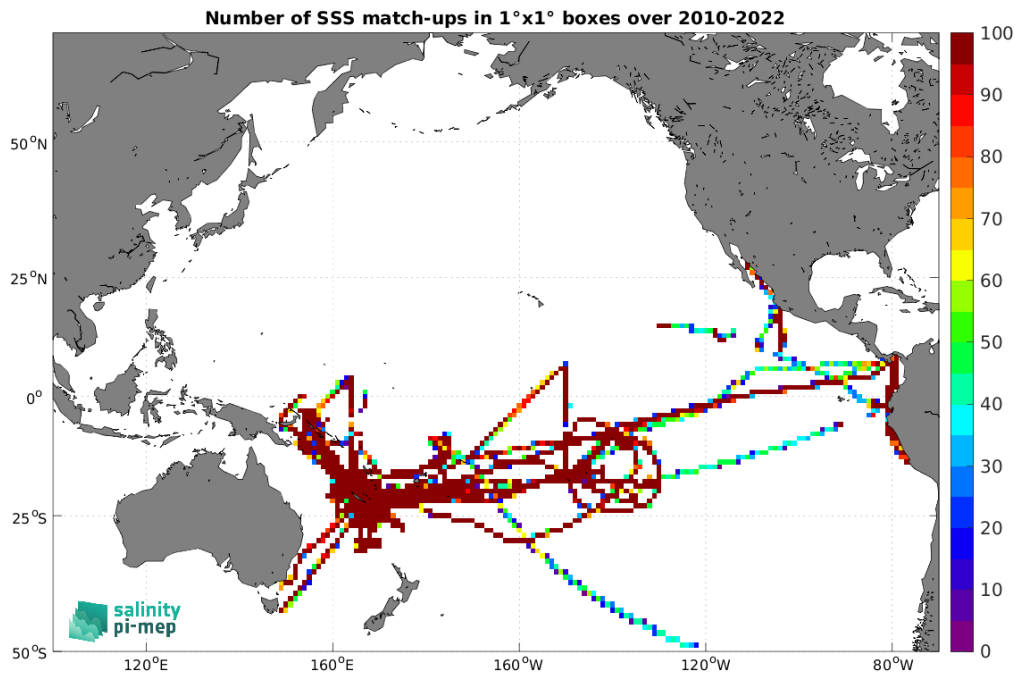 Number of SSS match-ups in 1°x1° boxes over 2010-2022
50°N
25°N
0°
25°S
50°S
120°E
160°E
160°W
120°W
80°W
100
90
80
70
60
50
40
30
20
10
0
salinity
pi-mep